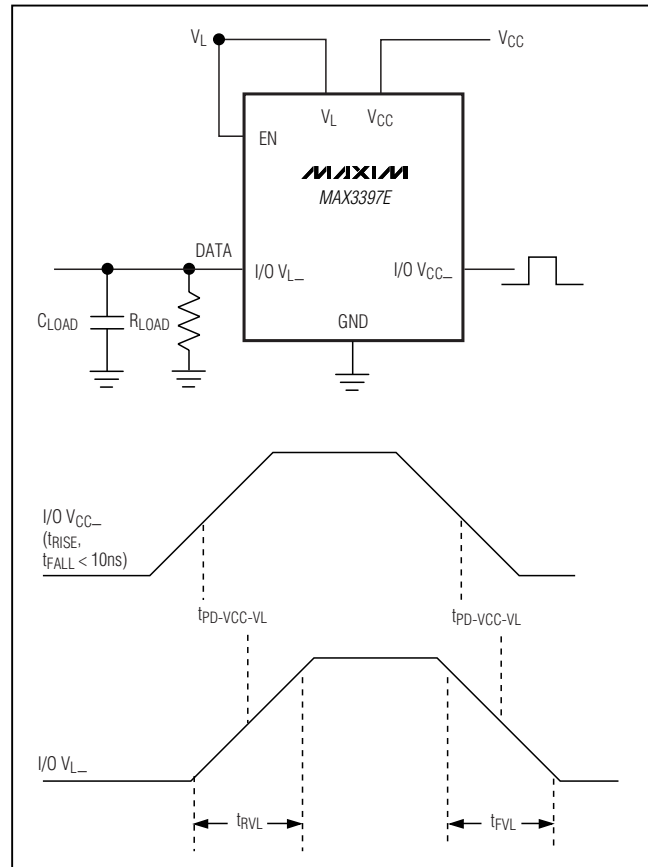 VL
VCC
VL VCC
EN
MAXIM
MAX3397E
DATA
I/O VL_
I/O VCC_
CLOAD
RLOAD
GND
I/O VCC_
(tRISE,
tFALL < 10ns)
tPD-VCC-VL
tPD-VCC-VL
I/O VL_
tRVL
tFVL